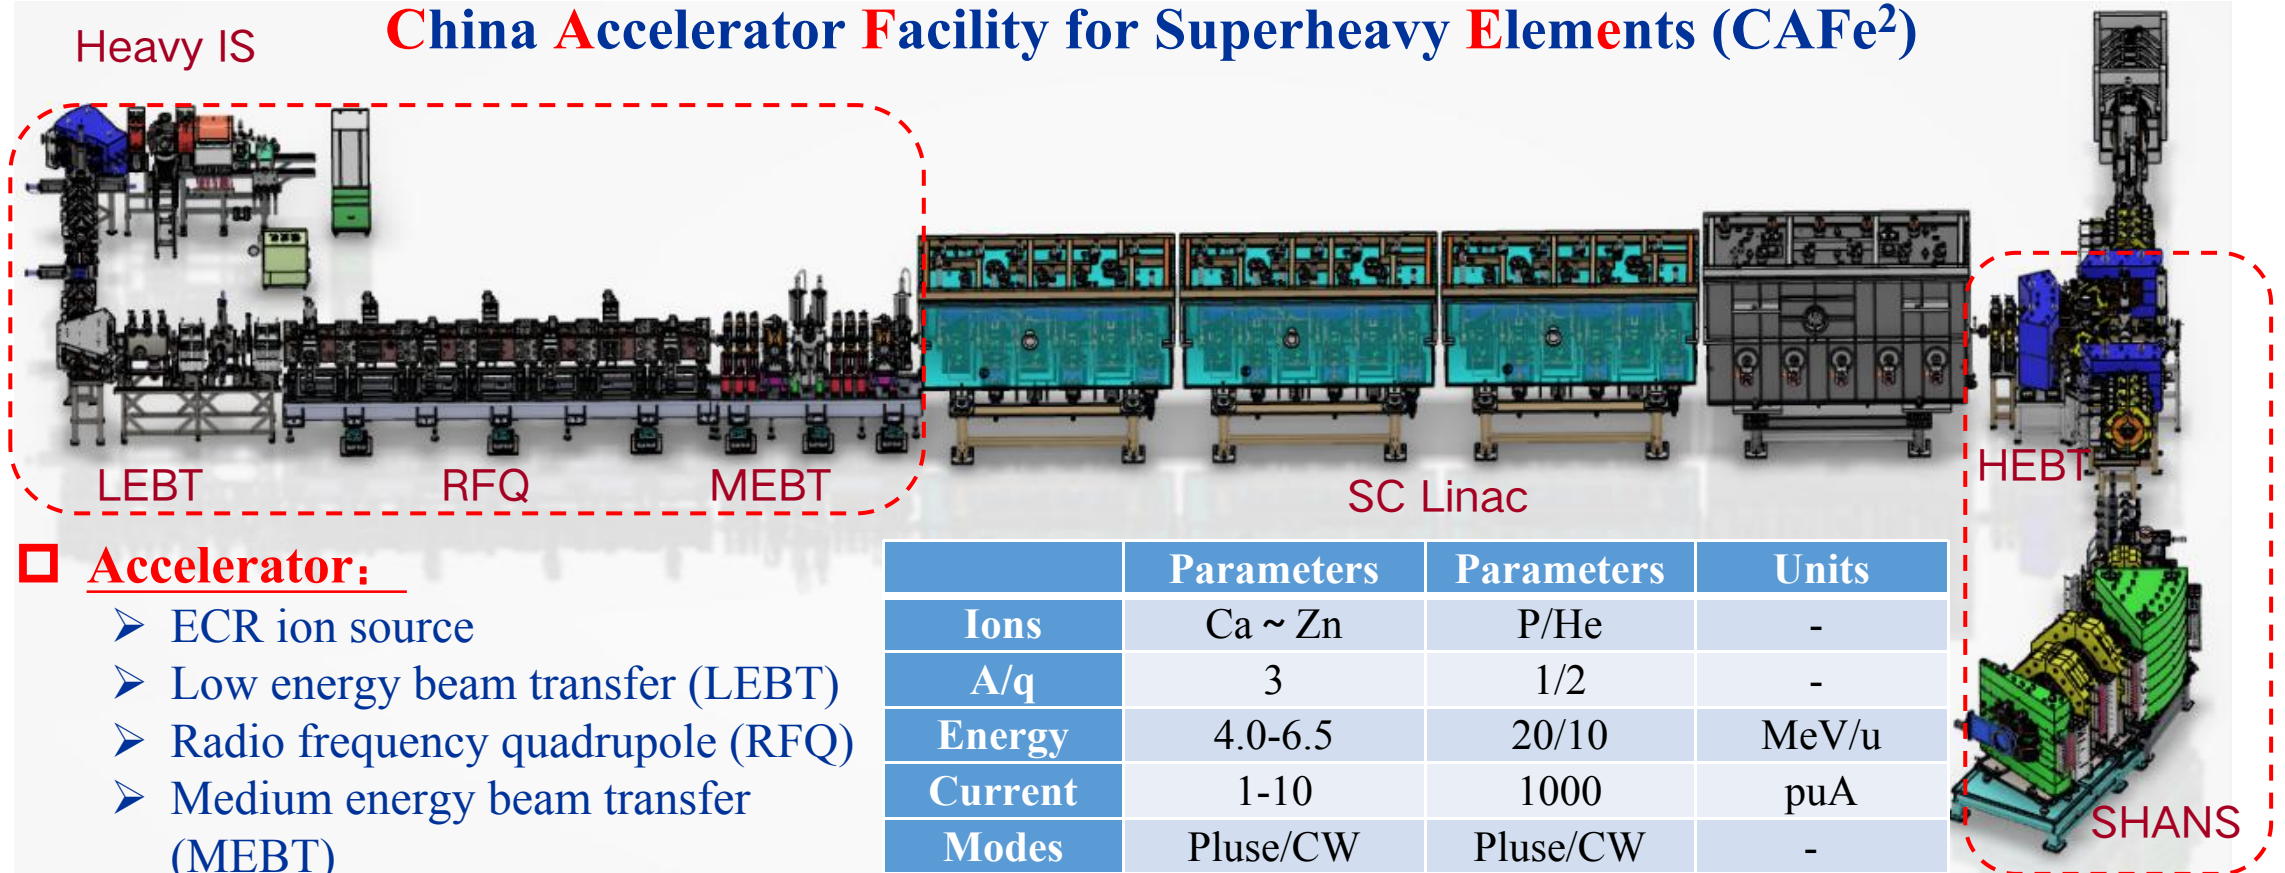 China Accelerator Facility for Superheavy Elements (CAFe²)
Heavy IS
LEBT
RFQ
MEBT
SC Linac
HEBT
SHANS
Accelerator：
➢ ECR ion source
➢ Low energy beam transfer (LEBT)
➢ Radio frequency quadrupole (RFQ)
➢ Medium energy beam transfer
(MEBT)
Parameters Parameters Units
Ions Ca ~ Zn P/He -
A/q 3 1/2 -
Energy 4.0-6.5 20/10 MeV/u
Current 1-10 1000 puA
Modes Pluse/CW Pluse/CW -